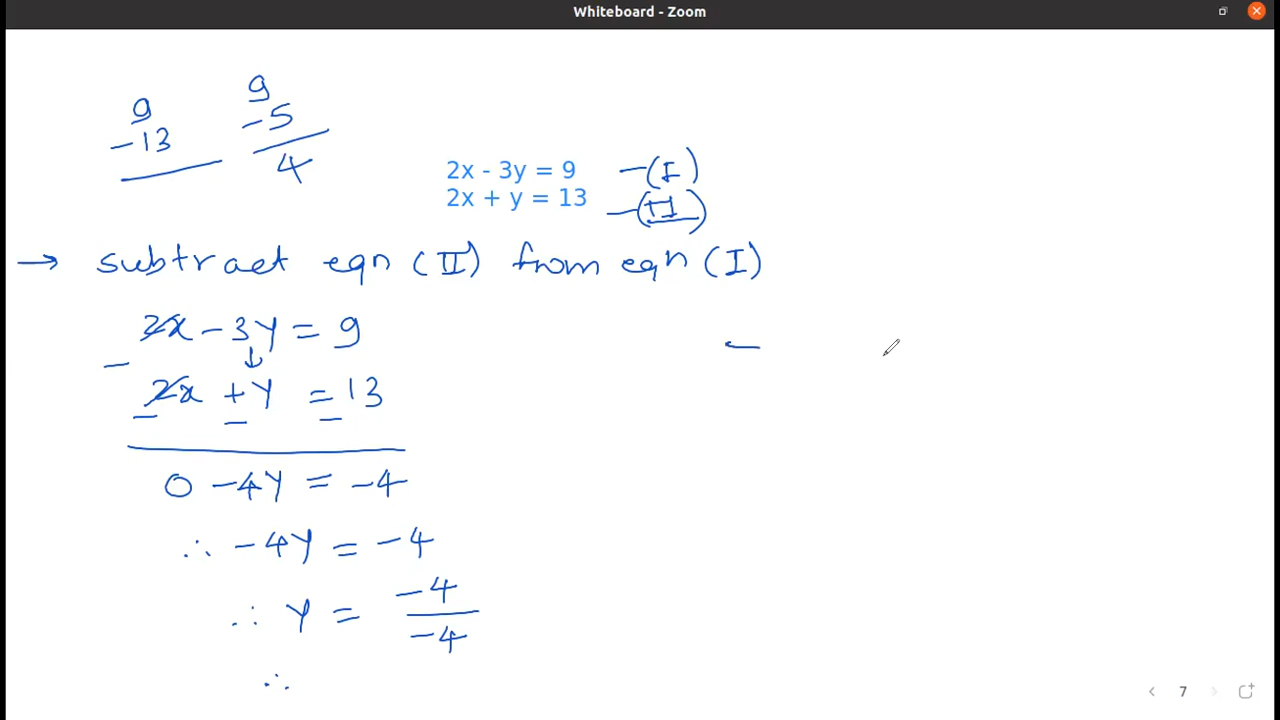 Whiteboard - Zoom
9
-13
9
-5
4
2x - 3y = 9 -(I)
2x + y = 13 -(II)
→ subtract eqn (II) from eqn (I)
2x - 3y = 9
-
2x + y = 13
- - -
0 - 4y = -4
∴ -4y = -4
∴ y = -4
-4
∴
7